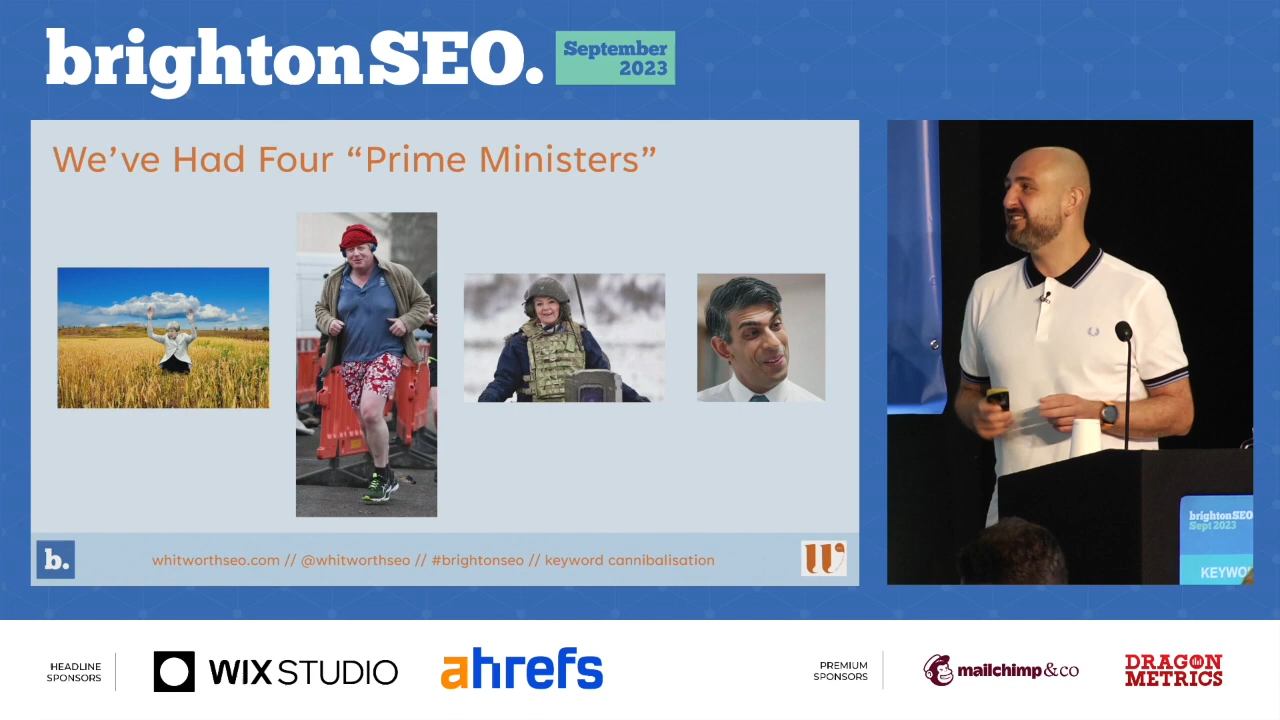 brightonSEO.
September
2023
We've Had Four “Prime Ministers”
b.
whitworthseo.com // @whitworthseo // #brightonseo // keyword cannibalisation
w
brightonSEO
Sept 2023
KEYWO
HEADLINE
SPONSORS
WIX STUDIO
ahrefs
PREMIUM
SPONSORS
mailchimp&co
DRAGON
METRICS